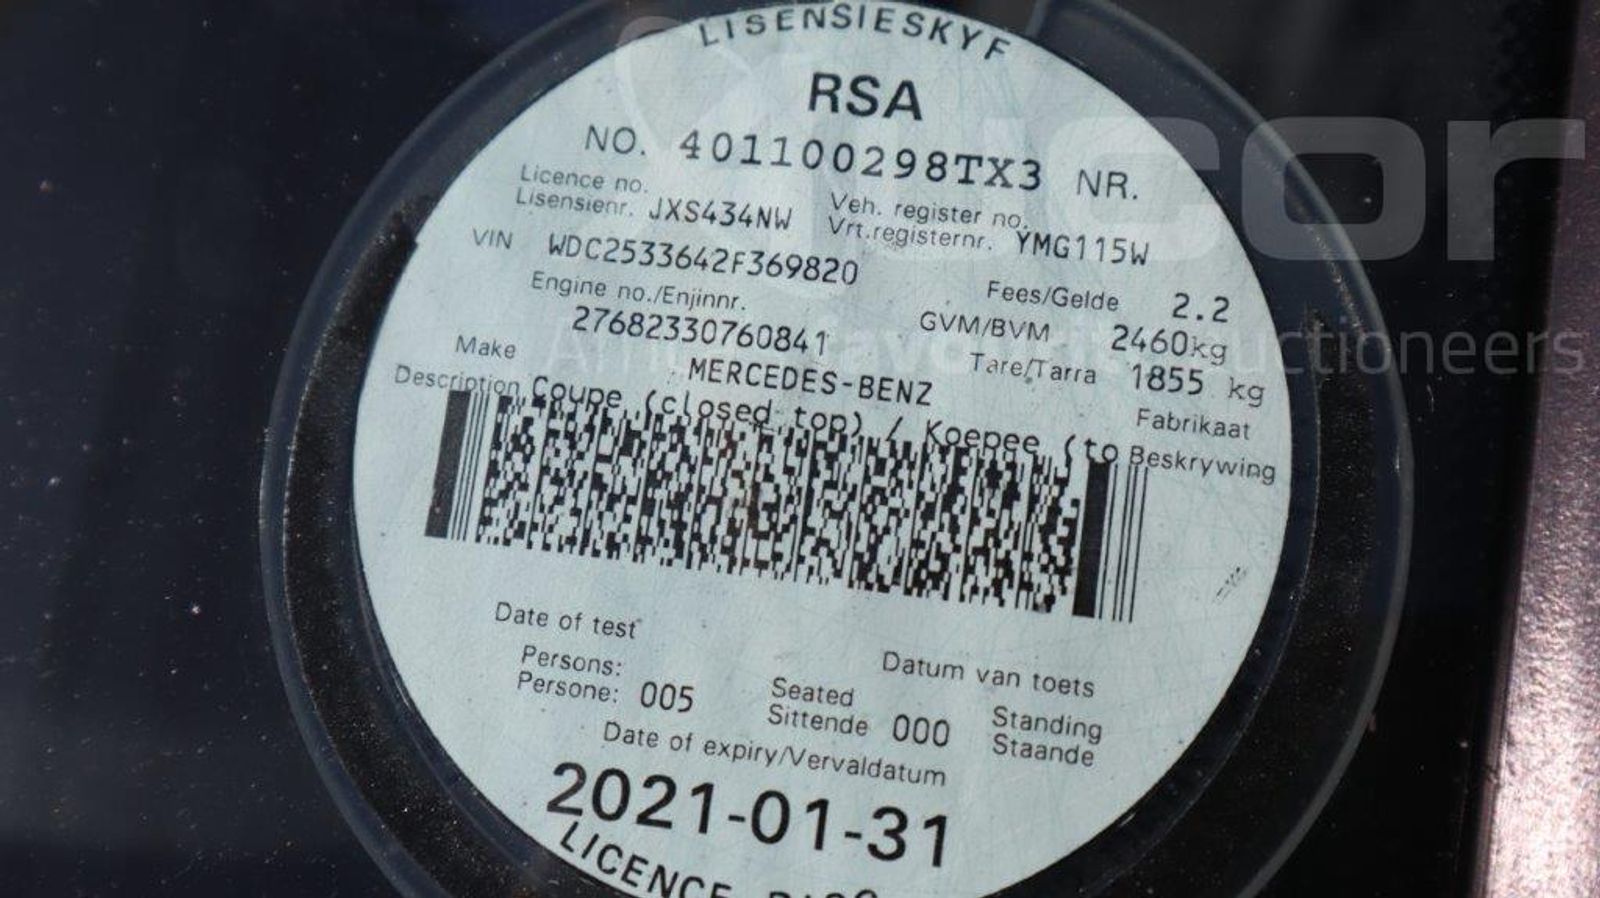 LISENSIESKYF
RSA
NO. 401100298TX3 NR.
Licence no.
Lisensienr. JXS434NW
Veh. register no.
Vrt.registernr. YMG115W
VIN WDC2533642F369820
Fees/Gelde 2.2
Engine no./Enjinnr.
27682330760841
GVM/BVM 2460kg
Tare/Tarra 1855 kg
Make MERCEDES-BENZ Fabrikaat
Description Coupe (closed top) / Koepee (to Beskrywing
Date of test Datum van toets
Persons:
Persone: 005
Seated
Sittende 000
Standing
Staande
Date of expiry/Vervaldatum
2021-01-31
LICENCE DISC
auctioneers